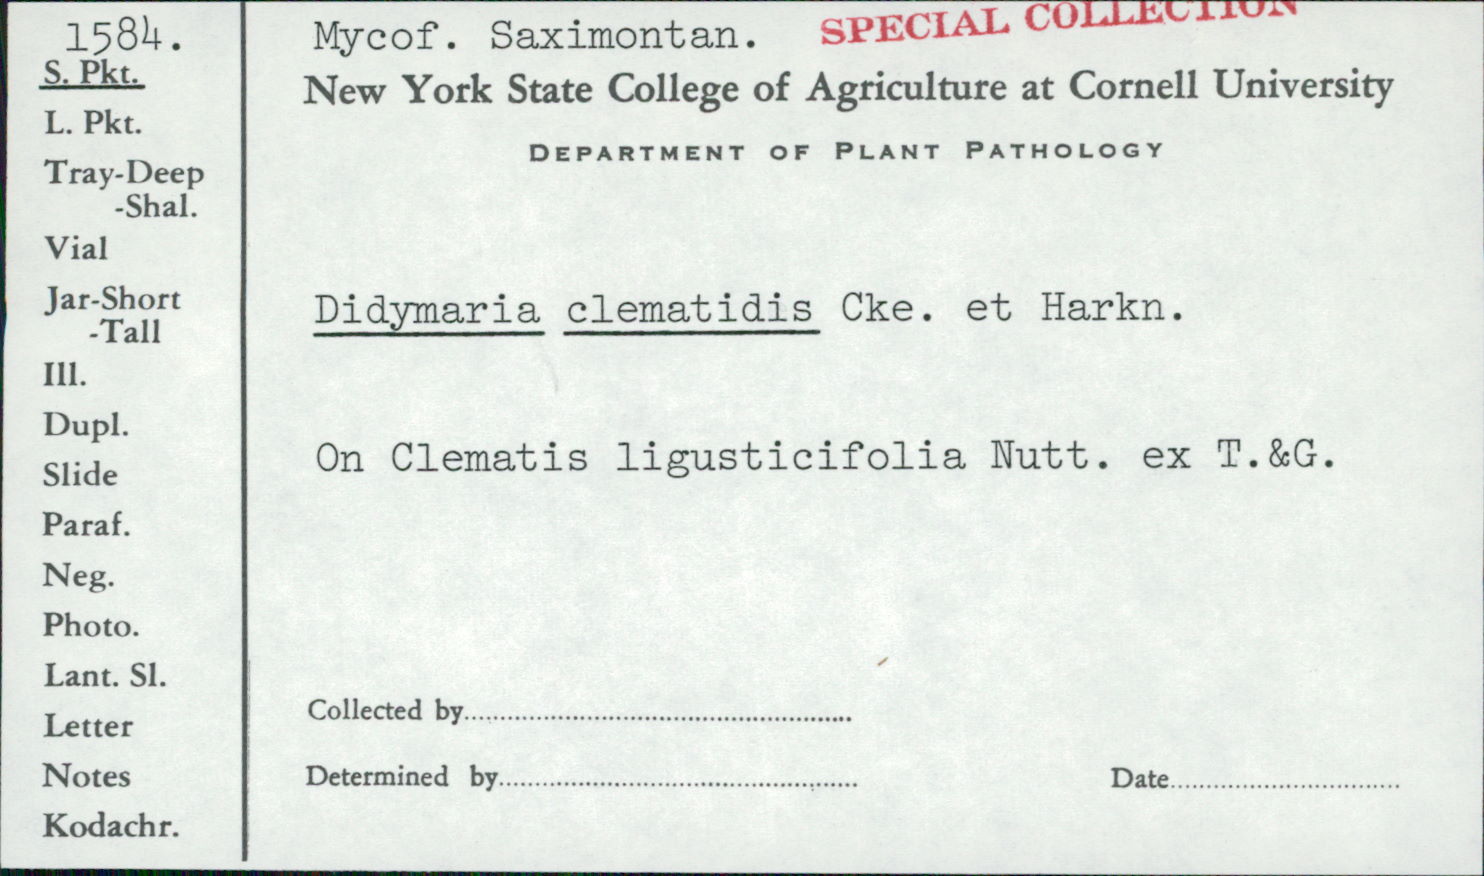 1584.
S. Pkt.
L. Pkt.
Tray-Deep
-Shal.
Vial
Jar-Short
-Tall
Ill.
Dupl.
Slide
Paraf.
Neg.
Photo.
Lant. Sl.
Letter
Notes
Kodachr.
Mycof. Saximontan. SPECIAL COLLECTION
New York State College of Agriculture at Cornell University
DEPARTMENT OF PLANT PATHOLOGY
Didymaria clematidis Cke. et Harkn.
On Clematis ligusticifolia Nutt. ex T.&G.
Collected by
Determined by Date